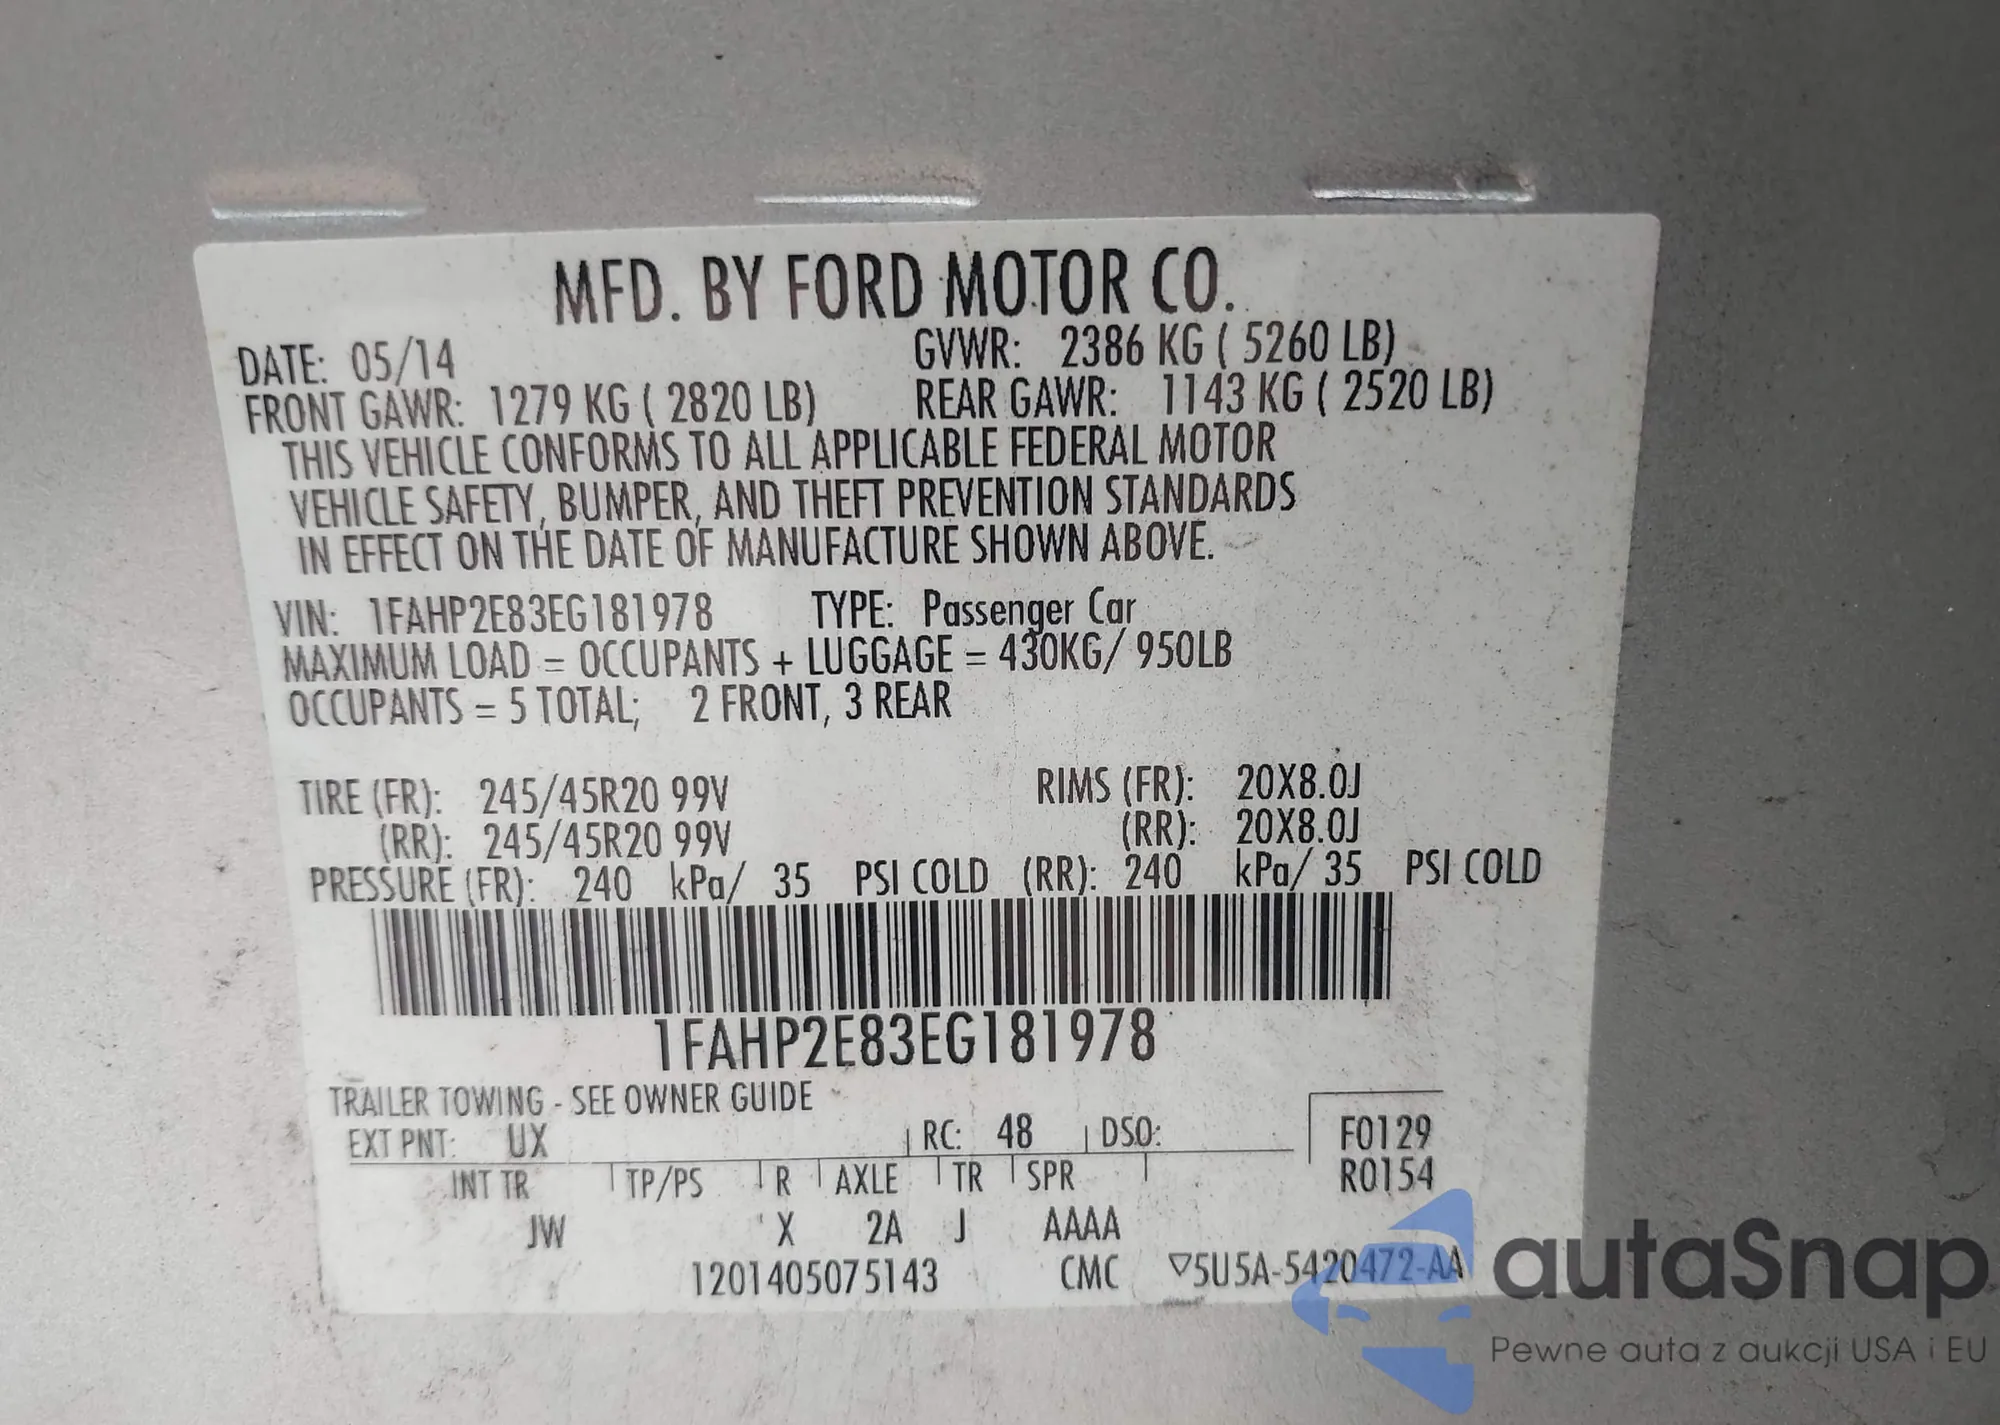 MFD. BY FORD MOTOR CO.
DATE: 05/14 GVWR: 2386 KG ( 5260 LB)
FRONT GAWR: 1279 KG ( 2820 LB) REAR GAWR: 1143 KG ( 2520 LB)
THIS VEHICLE CONFORMS TO ALL APPLICABLE FEDERAL MOTOR
VEHICLE SAFETY, BUMPER, AND THEFT PREVENTION STANDARDS
IN EFFECT ON THE DATE OF MANUFACTURE SHOWN ABOVE.
VIN: 1FAHP2E83EG181978 TYPE: Passenger Car
MAXIMUM LOAD = OCCUPANTS + LUGGAGE = 430KG/ 950LB
OCCUPANTS = 5 TOTAL; 2 FRONT, 3 REAR
TIRE (FR): 245/45R20 99V RIMS (FR): 20X8.0J
(RR): 245/45R20 99V (RR): 20X8.0J
PRESSURE (FR): 240 kPa/ 35 PSI COLD (RR): 240 kPa/ 35 PSI COLD
1FAHP2E83EG181978
TRAILER TOWING - SEE OWNER GUIDE
EXT PNT: UX RC: 48 DSO: F0129
INT TR TP/PS R AXLE TR SPR R0154
JW X 2A J AAAA
1201405075143 CMC ▽5U5A-5420472-AA
autaSnap
Pewne auta z aukcji USA i EU